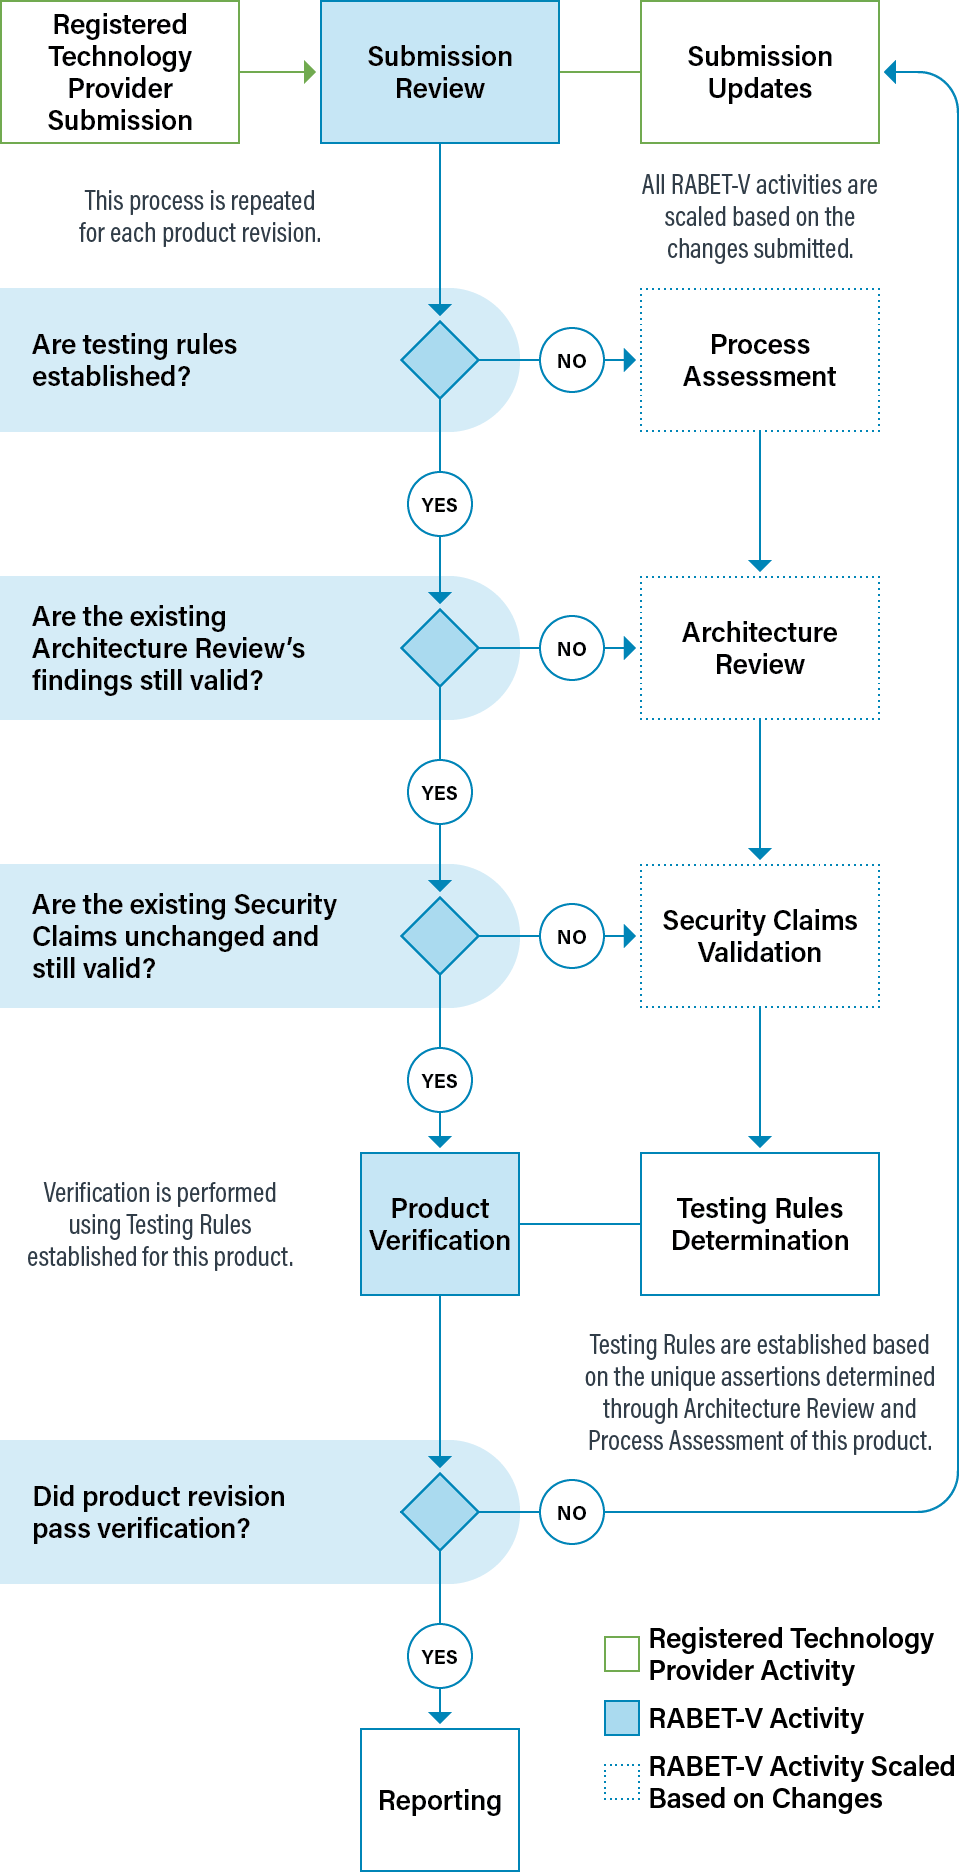 Registered
Technology
Provider
Submission
Submission
Review
Submission
Updates
This process is repeated
for each product revision.
All RABET-V activities are
scaled based on the
changes submitted.
Are testing rules
established?
NO
Process
Assessment
YES
Are the existing
Architecture Review’s
findings still valid?
NO
Architecture
Review
YES
Are the existing Security
Claims unchanged and
still valid?
NO
Security Claims
Validation
YES
Verification is performed
using Testing Rules
established for this product.
Product
Verification
Testing Rules
Determination
Testing Rules are established based
on the unique assertions determined
through Architecture Review and
Process Assessment of this product.
Did product revision
pass verification?
NO
YES
Reporting
Registered Technology
Provider Activity
RABET-V Activity
RABET-V Activity Scaled
Based on Changes